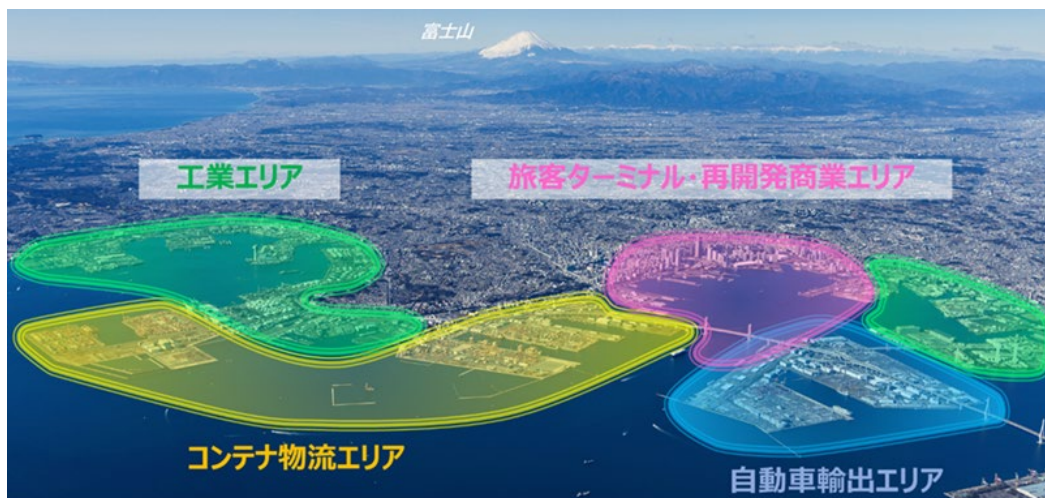 富士山
工業エリア
旅客ターミナル・再開発商業エリア
コンテナ物流エリア
自動車輸出エリア